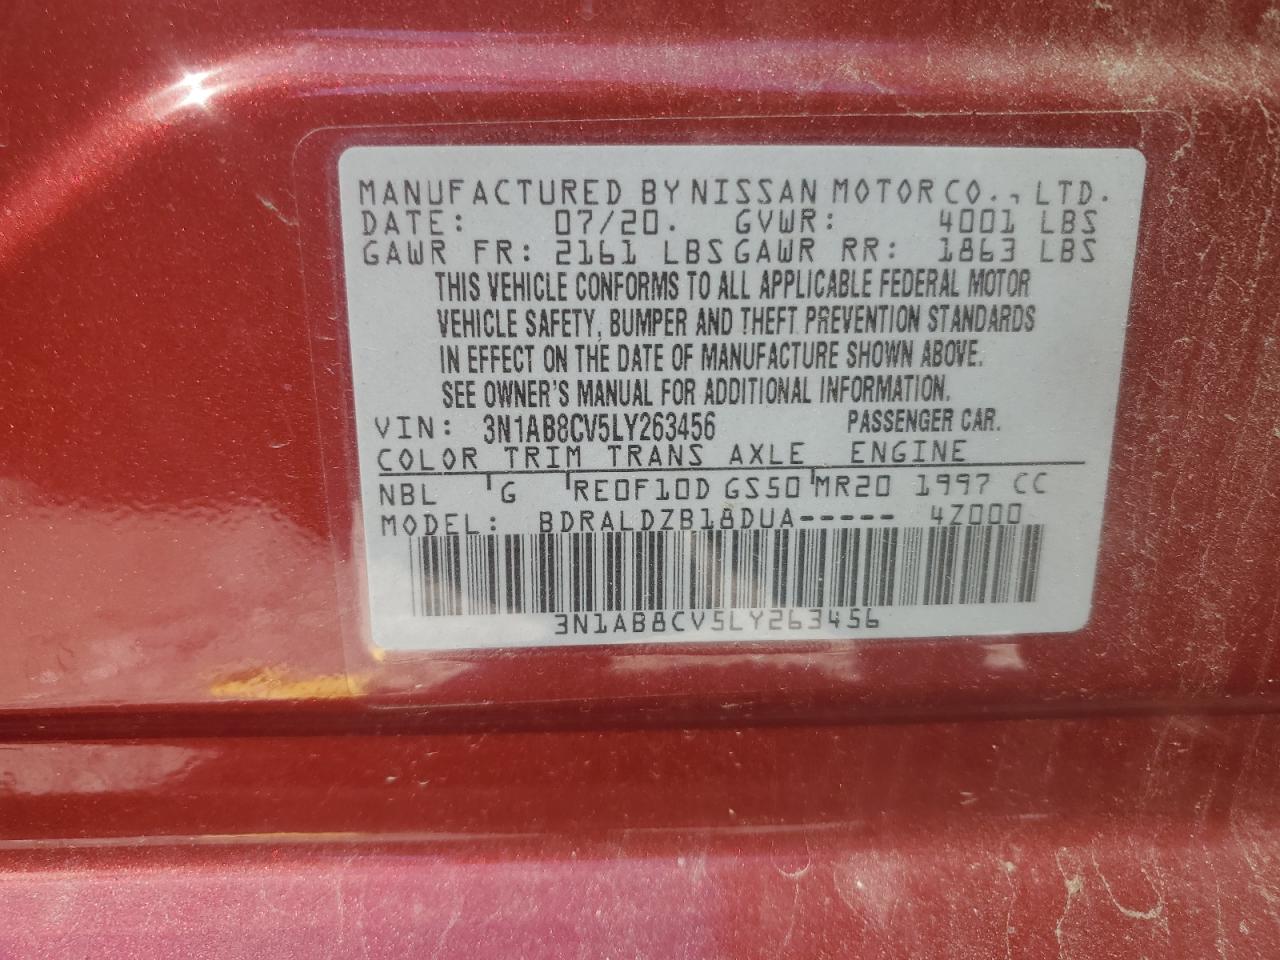 MANUFACTURED BY NISSAN MOTOR CO., LTD.
DATE: 07/20. GVWR: 4001 LBS
GAWR FR: 2161 LBS GAWR RR: 1863 LBS
THIS VEHICLE CONFORMS TO ALL APPLICABLE FEDERAL MOTOR
VEHICLE SAFETY, BUMPER AND THEFT PREVENTION STANDARDS
IN EFFECT ON THE DATE OF MANUFACTURE SHOWN ABOVE.
SEE OWNER'S MANUAL FOR ADDITIONAL INFORMATION.
VIN: 3N1AB8CV5LY263456 PASSENGER CAR.
COLOR TRIM TRANS AXLE ENGINE
NBL G RE0F10D GS50 MR20 1997 CC
MODEL: BDRALDZB18DUA----- 4Z000
3N1AB8CV5LY263456